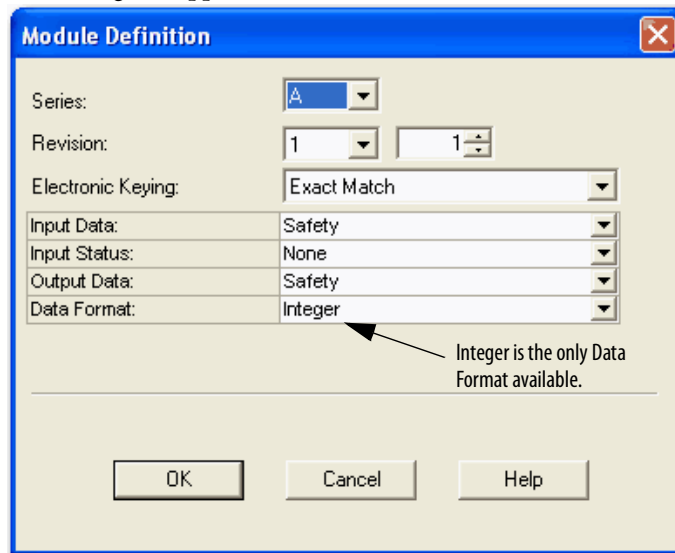 Module Definition
Series: A
Revision: 1 1
Electronic Keying: Exact Match
Input Data: Safety
Input Status: None
Output Data: Safety
Data Format: Integer
Integer is the only Data
Format available.
OK Cancel Help